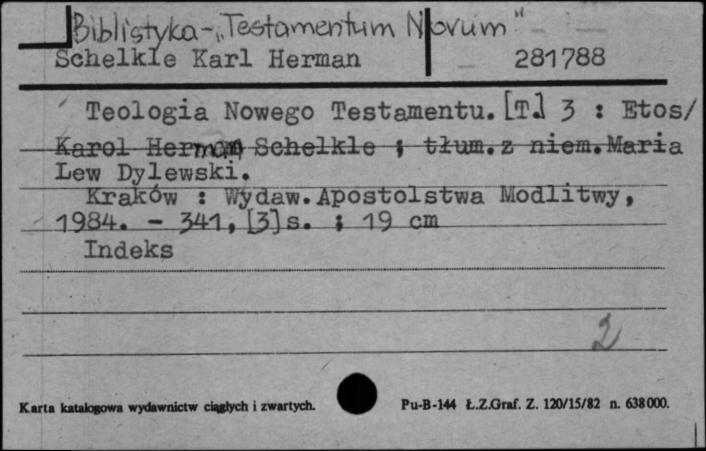 Biblistyka-„Testamentum Novum"
Schelkle Karl Herman 281788
Teologia Nowego Testamentu. [T.] 3 : Etos/
Karol Herman Schelkle ; tłum.z niem.Maria
Lew Dylewski.
Kraków : Wydaw.Apostolstwa Modlitwy,
1984. - 341, [3]s. ; 19 cm
Indeks
2
Karta katalogowa wydawnictw ciągłych i zwartych. Pu-B-144 Ł.Z.Graf. Z. 120/15/82 n. 638000.